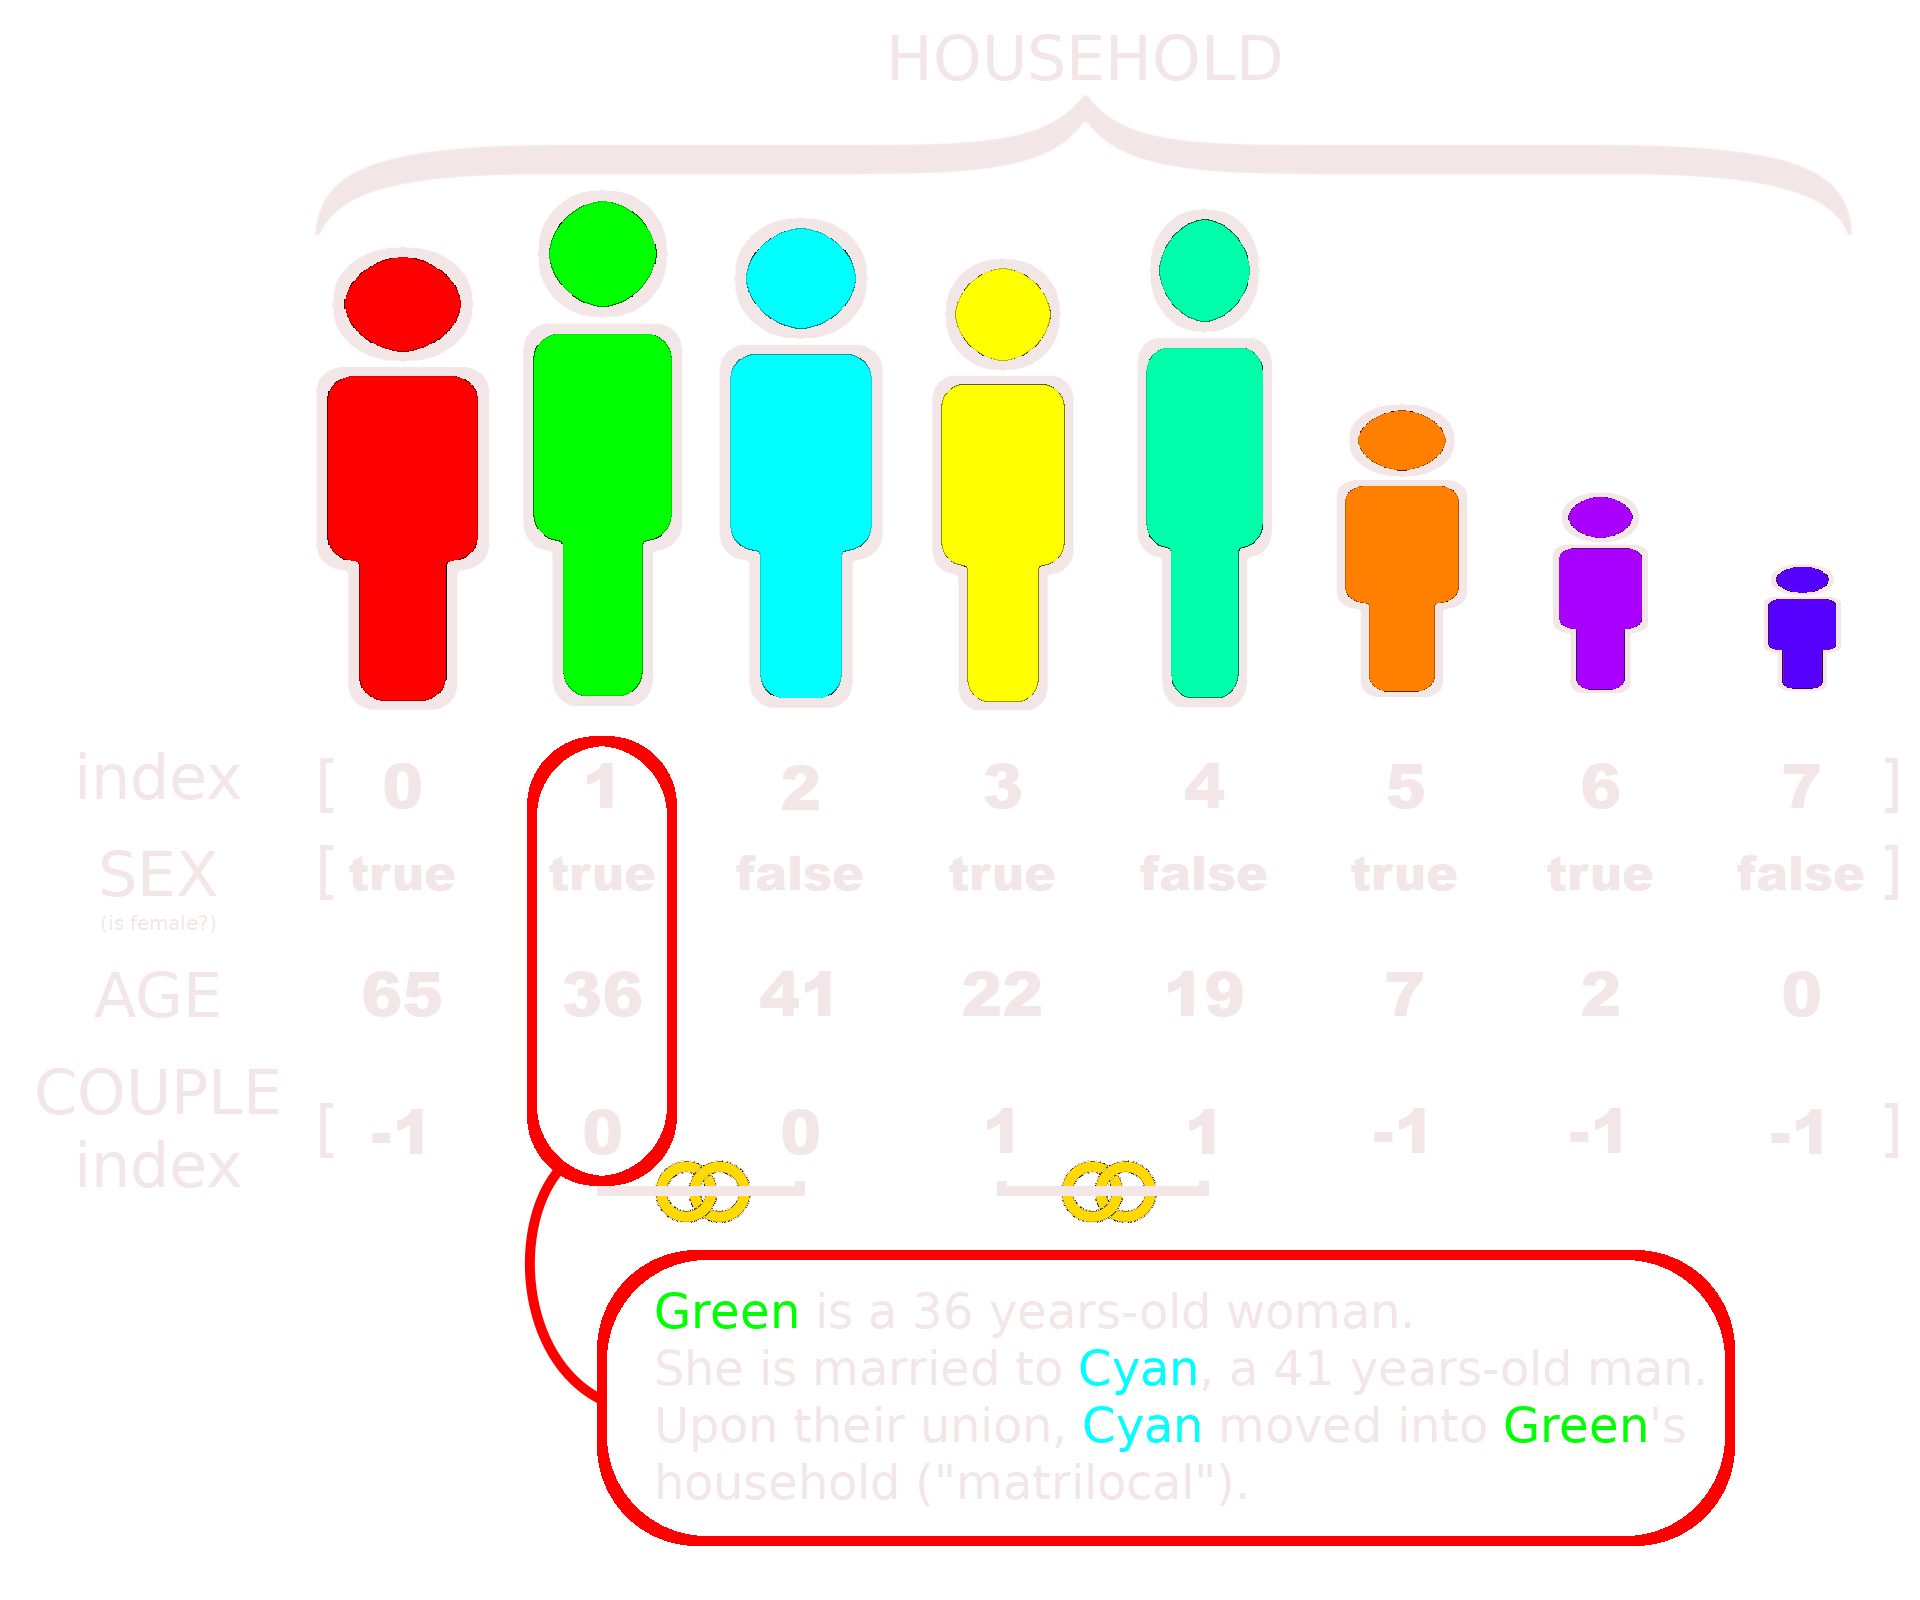 HOUSEHOLD
index [ 0 1 2 3 4 5 6 7 ]
SEX [ true true false true false true true false ]
(is female?)
AGE 65 36 41 22 19 7 2 0
COUPLE
index [ -1 0 0 1 1 -1 -1 -1 ]
Green is a 36 years-old woman.
She is married to Cyan, a 41 years-old man.
Upon their union, Cyan moved into Green's
household ("matrilocal").